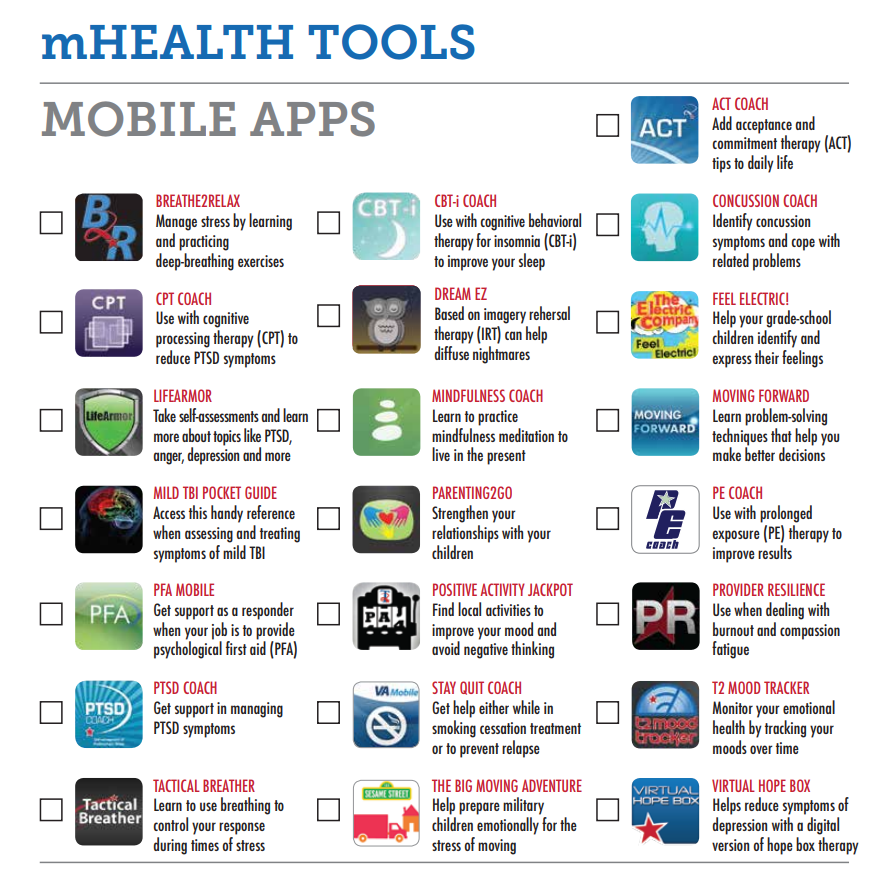 mHEALTH TOOLS
MOBILE APPS
ACT
ACT COACH
Add acceptance and
commitment therapy (ACT)
tips to daily life
B2R
BREATHE2RELAX
Manage stress by learning
and practicing
deep-breathing exercises
CBT-i
CBT-i COACH
Use with cognitive behavioral
therapy for insomnia (CBT-i)
to improve your sleep
CONCUSSION COACH
Identify concussion
symptoms and cope with
related problems
CPT
CPT COACH
Use with cognitive
processing therapy (CPT) to
reduce PTSD symptoms
DREAM EZ
Based on imagery rehersal
therapy (IRT) can help
diffuse nightmares
The
Electric
Company
Feel
Electric!
FEEL ELECTRIC!
Help your grade-school
children identify and
express their feelings
LifeArmor
LIFEARMOR
Take self-assessments and learn
more about topics like PTSD,
anger, depression and more
MINDFULNESS COACH
Learn to practice
mindfulness meditation to
live in the present
MOVING
FORWARD
MOVING FORWARD
Learn problem-solving
techniques that help you
make better decisions
MILD TBI POCKET GUIDE
Access this handy reference
when assessing and treating
symptoms of mild TBI
PARENTING2GO
Strengthen your
relationships with your
children
PE
coach
PE COACH
Use with prolonged
exposure (PE) therapy to
improve results
PFA
PFA MOBILE
Get support as a responder
when your job is to provide
psychological first aid (PFA)
PAJ
POSITIVE ACTIVITY JACKPOT
Find local activities to
improve your mood and
avoid negative thinking
PR
PROVIDER RESILIENCE
Use when dealing with
burnout and compassion
fatigue
PTSD
COACH
PTSD COACH
Get support in managing
PTSD symptoms
VA Mobile
STAY QUIT COACH
Get help either while in
smoking cessation treatment
or to prevent relapse
t2 mood
tracker
T2 MOOD TRACKER
Monitor your emotional
health by tracking your
moods over time
Tactical
Breather
TACTICAL BREATHER
Learn to use breathing to
control your response
during times of stress
SESAME STREET
THE BIG MOVING ADVENTURE
Help prepare military
children emotionally for the
stress of moving
VIRTUAL
HOPE BOX
VIRTUAL HOPE BOX
Helps reduce symptoms of
depression with a digital
version of hope box therapy